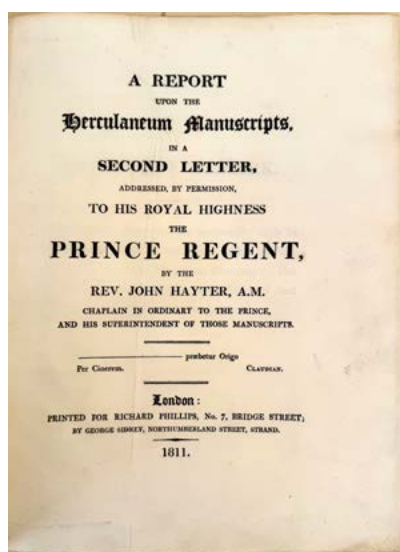 A REPORT
UPON THE
Herculaneum Manuscripts,
IN A
SECOND LETTER,
ADDRESSED, BY PERMISSION,
TO HIS ROYAL HIGHNESS
THE
PRINCE REGENT,
BY THE
REV. JOHN HAYTER, A.M.
CHAPLAIN IN ORDINARY TO THE PRINCE,
AND HIS SUPERINTENDENT OF THOSE MANUSCRIPTS.
præbetur Origo
Per Cinerem. CLAUDIAN.
London:
PRINTED FOR RICHARD PHILLIPS, No. 7, BRIDGE STREET;
BY GEORGE SIDNEY, NORTHUMBERLAND STREET, STRAND.
1811.